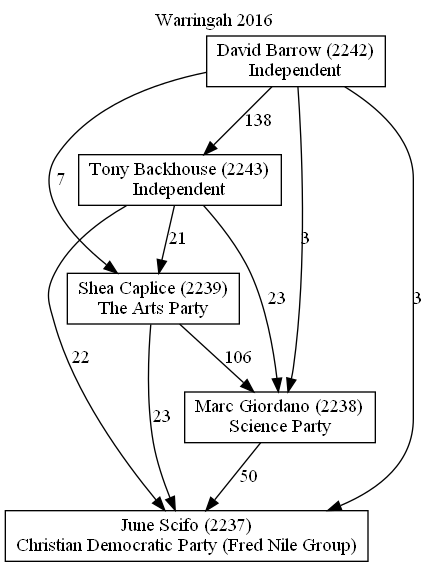 Warringah 2016
David Barrow (2242)
Independent
138
Tony Backhouse (2243)
Independent
7
21
3
Shea Caplice (2239)
The Arts Party
23
3
22
106
23
Marc Giordano (2238)
Science Party
50
June Scifo (2237)
Christian Democratic Party (Fred Nile Group)